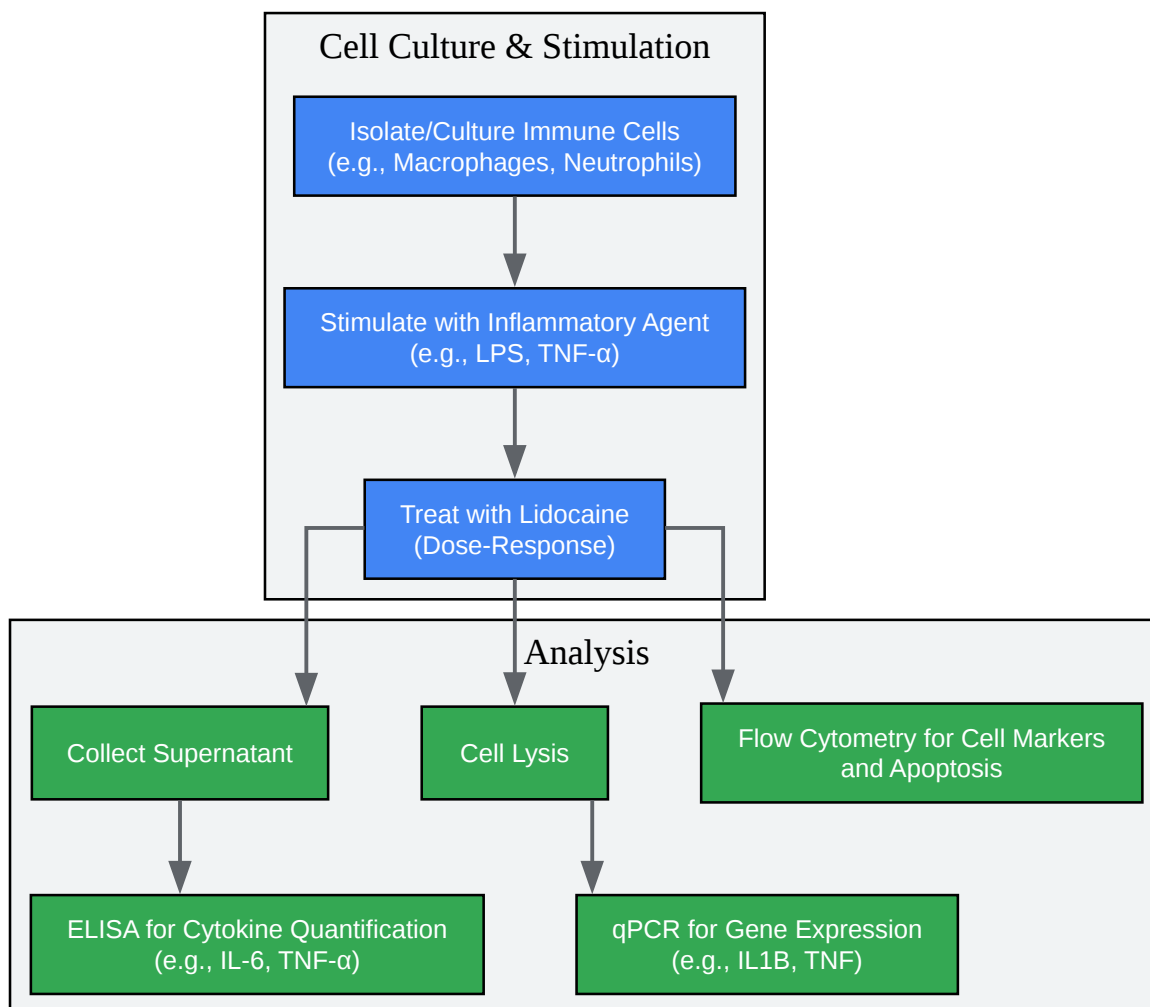 Cell Culture & Stimulation
Isolate/Culture Immune Cells
(e.g., Macrophages, Neutrophils)
Stimulate with Inflammatory Agent
(e.g., LPS, TNF-α)
Treat with Lidocaine
(Dose-Response)
Analysis
Collect Supernatant
Cell Lysis
Flow Cytometry for Cell Markers
and Apoptosis
ELISA for Cytokine Quantification
(e.g., IL-6, TNF-α)
qPCR for Gene Expression
(e.g., IL1B, TNF)